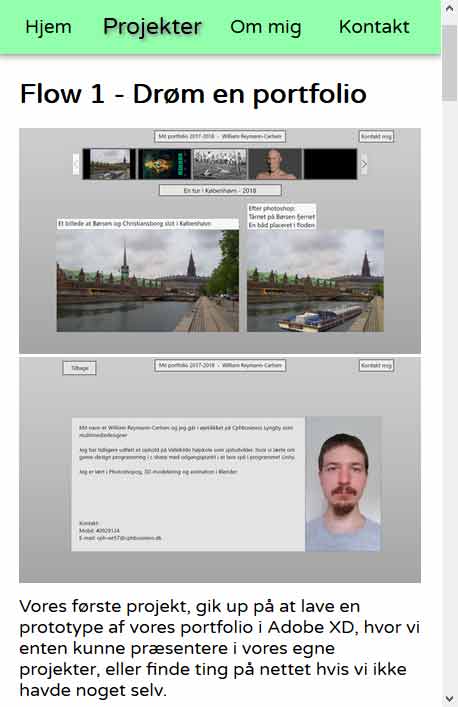 Hjem Projekter Om mig Kontakt
Flow 1 - Drøm en portfolio
Mit portfolio 2017-2018 - William Reymann-Carlsen
Kontakt mig
En tur i København - 2018
Et billede at Børsen og Christiansborg slot i København
Efter photoshop:
Tårnet på Børsen fjernet
En båd placeret i floden
Tilbage
Mit portfolio 2017-2018 - William Reymann-Carlsen
Kontakt mig
Mit navn er William Reymann-Carlsen og jeg går i øjeblikket på Cphbusiness Lyngby som
multimediedesigner
Jeg har tidligere udført et ophold på Vallekilde højskole som spiludvikler, hvor vi lærte om
game design programmering i c sharp med udgangspunkt i at lave spil i programmet Unity.
Jeg er lært i Photoshopog, 3D-modelering og animation i Blender
Kontakt:
Mobil: 40929124
E-mail: cph-wr57@cphbusiness.dk
Vores første projekt, gik up på at lave en
prototype af vores portfolio i Adobe XD, hvor vi
enten kunne præsentere i vores egne
projekter, eller finde ting på nettet hvis vi ikke
havde noget selv.